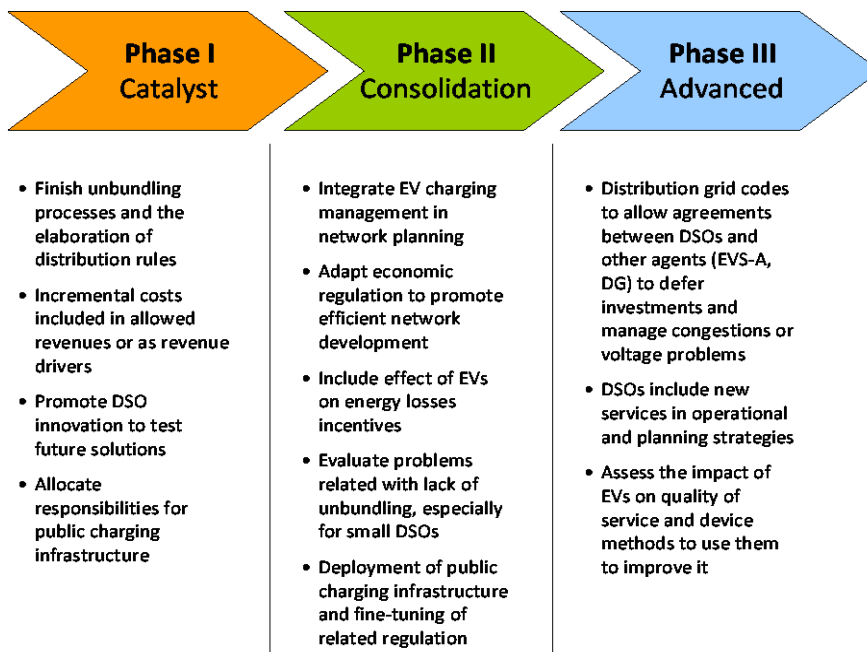 Phase I
Catalyst
Phase II
Consolidation
Phase III
Advanced
• Finish unbundling
processes and the
elaboration of
distribution rules
• Incremental costs
included in allowed
revenues or as revenue
drivers
• Promote DSO
innovation to test
future solutions
• Allocate
responsibilities for
public charging
infrastructure
• Integrate EV charging
management in
network planning
• Adapt economic
regulation to promote
efficient network
development
• Include effect of EVs
on energy losses
incentives
• Evaluate problems
related with lack of
unbundling, especially
for small DSOs
• Deployment of public
charging infrastructure
and fine-tuning of
related regulation
• Distribution grid codes
to allow agreements
between DSOs and
other agents (EVS-A,
DG) to defer
investments and
manage congestions or
voltage problems
• DSOs include new
services in operational
and planning strategies
• Assess the impact of
EVs on quality of
service and device
methods to use them
to improve it